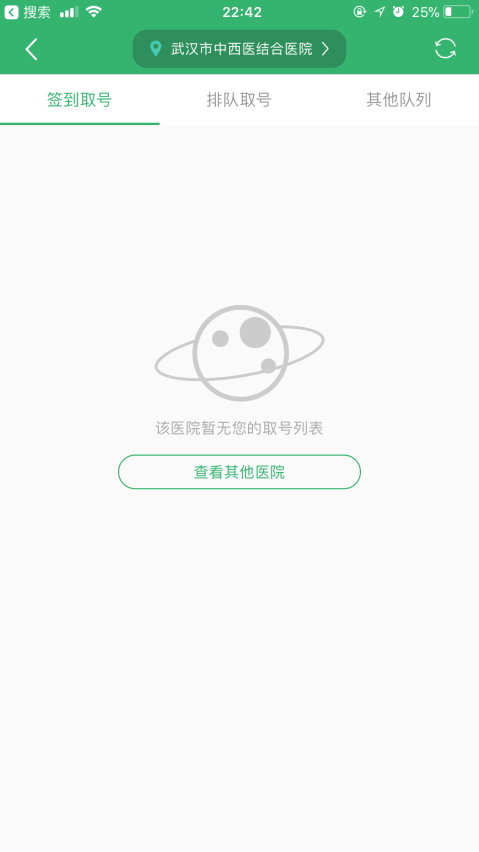 搜索
22:42
25%
武汉市中西医结合医院
签到取号
排队取号
其他队列
该医院暂无您的取号列表
查看其他医院